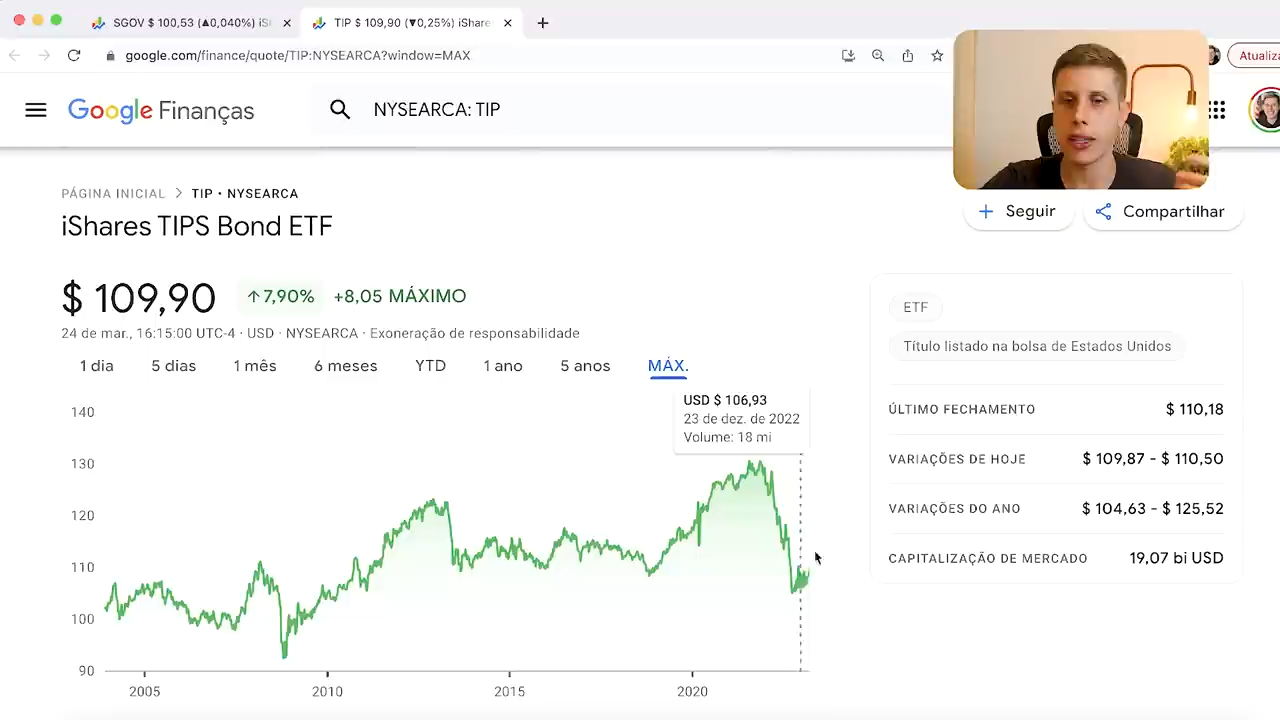 SGOV $ 100,53 (▲0,040%) iS
TIP $ 109,90 (▼0,25%) iShare
google.com/finance/quote/TIP:NYSEARCA?window=MAX
Atualiza
Google Finanças
NYSEARCA: TIP
PÁGINA INICIAL > TIP • NYSEARCA
iShares TIPS Bond ETF
Seguir
Compartilhar
$ 109,90 ↑7,90% +8,05 MÁXIMO
24 de mar., 16:15:00 UTC-4 · USD · NYSEARCA · Exoneração de responsabilidade
1 dia 5 dias 1 mês 6 meses YTD 1 ano 5 anos MÁX.
USD $ 106,93
23 de dez. de 2022
Volume: 18 mi
140
130
120
110
100
90
2005 2010 2015 2020
ETF
Título listado na bolsa de Estados Unidos
ÚLTIMO FECHAMENTO $ 110,18
VARIAÇÕES DE HOJE $ 109,87 - $ 110,50
VARIAÇÕES DO ANO $ 104,63 - $ 125,52
CAPITALIZAÇÃO DE MERCADO 19,07 bi USD